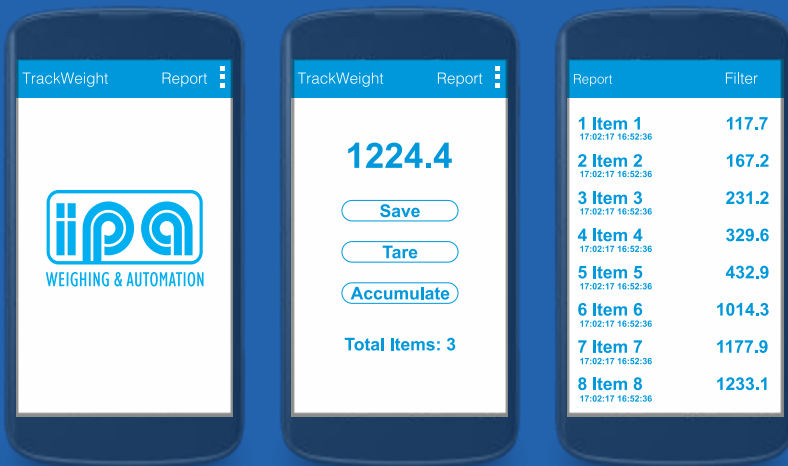 TrackWeight Report
ipa
WEIGHING & AUTOMATION
TrackWeight Report
1224.4
Save
Tare
Accumulate
Total Items: 3
Report Filter
1 Item 1 117.7
17:02:17 16:52:36
2 Item 2 167.2
17:02:17 16:52:36
3 Item 3 231.2
17:02:17 16:52:36
4 Item 4 329.6
17:02:17 16:52:36
5 Item 5 432.9
17:02:17 16:52:36
6 Item 6 1014.3
17:02:17 16:52:36
7 Item 7 1177.9
17:02:17 16:52:36
8 Item 8 1233.1
17:02:17 16:52:36